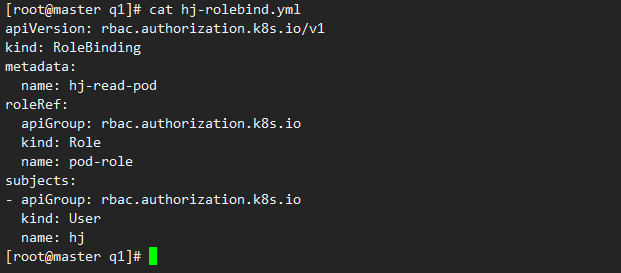 [root@master q1]# cat hj-rolebind.yml
apiVersion: rbac.authorization.k8s.io/v1
kind: RoleBinding
metadata:
  name: hj-read-pod
roleRef:
  apiGroup: rbac.authorization.k8s.io
  kind: Role
  name: pod-role
subjects:
- apiGroup: rbac.authorization.k8s.io
  kind: User
  name: hj
[root@master q1]#